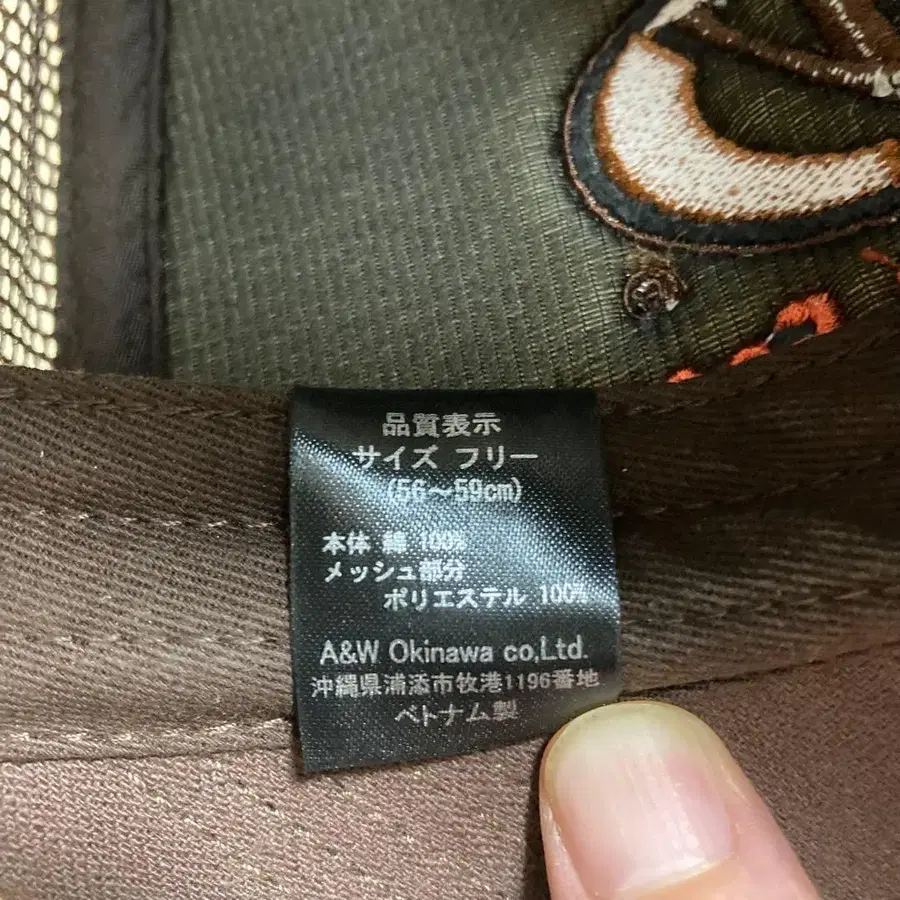 品質表示
サイズ フリー
(56〜59cm)
本体 綿 100%
メッシュ部分
ポリエステル 100%
A&W Okinawa co,Ltd.
沖縄県浦添市牧港1196番地
ベトナム製